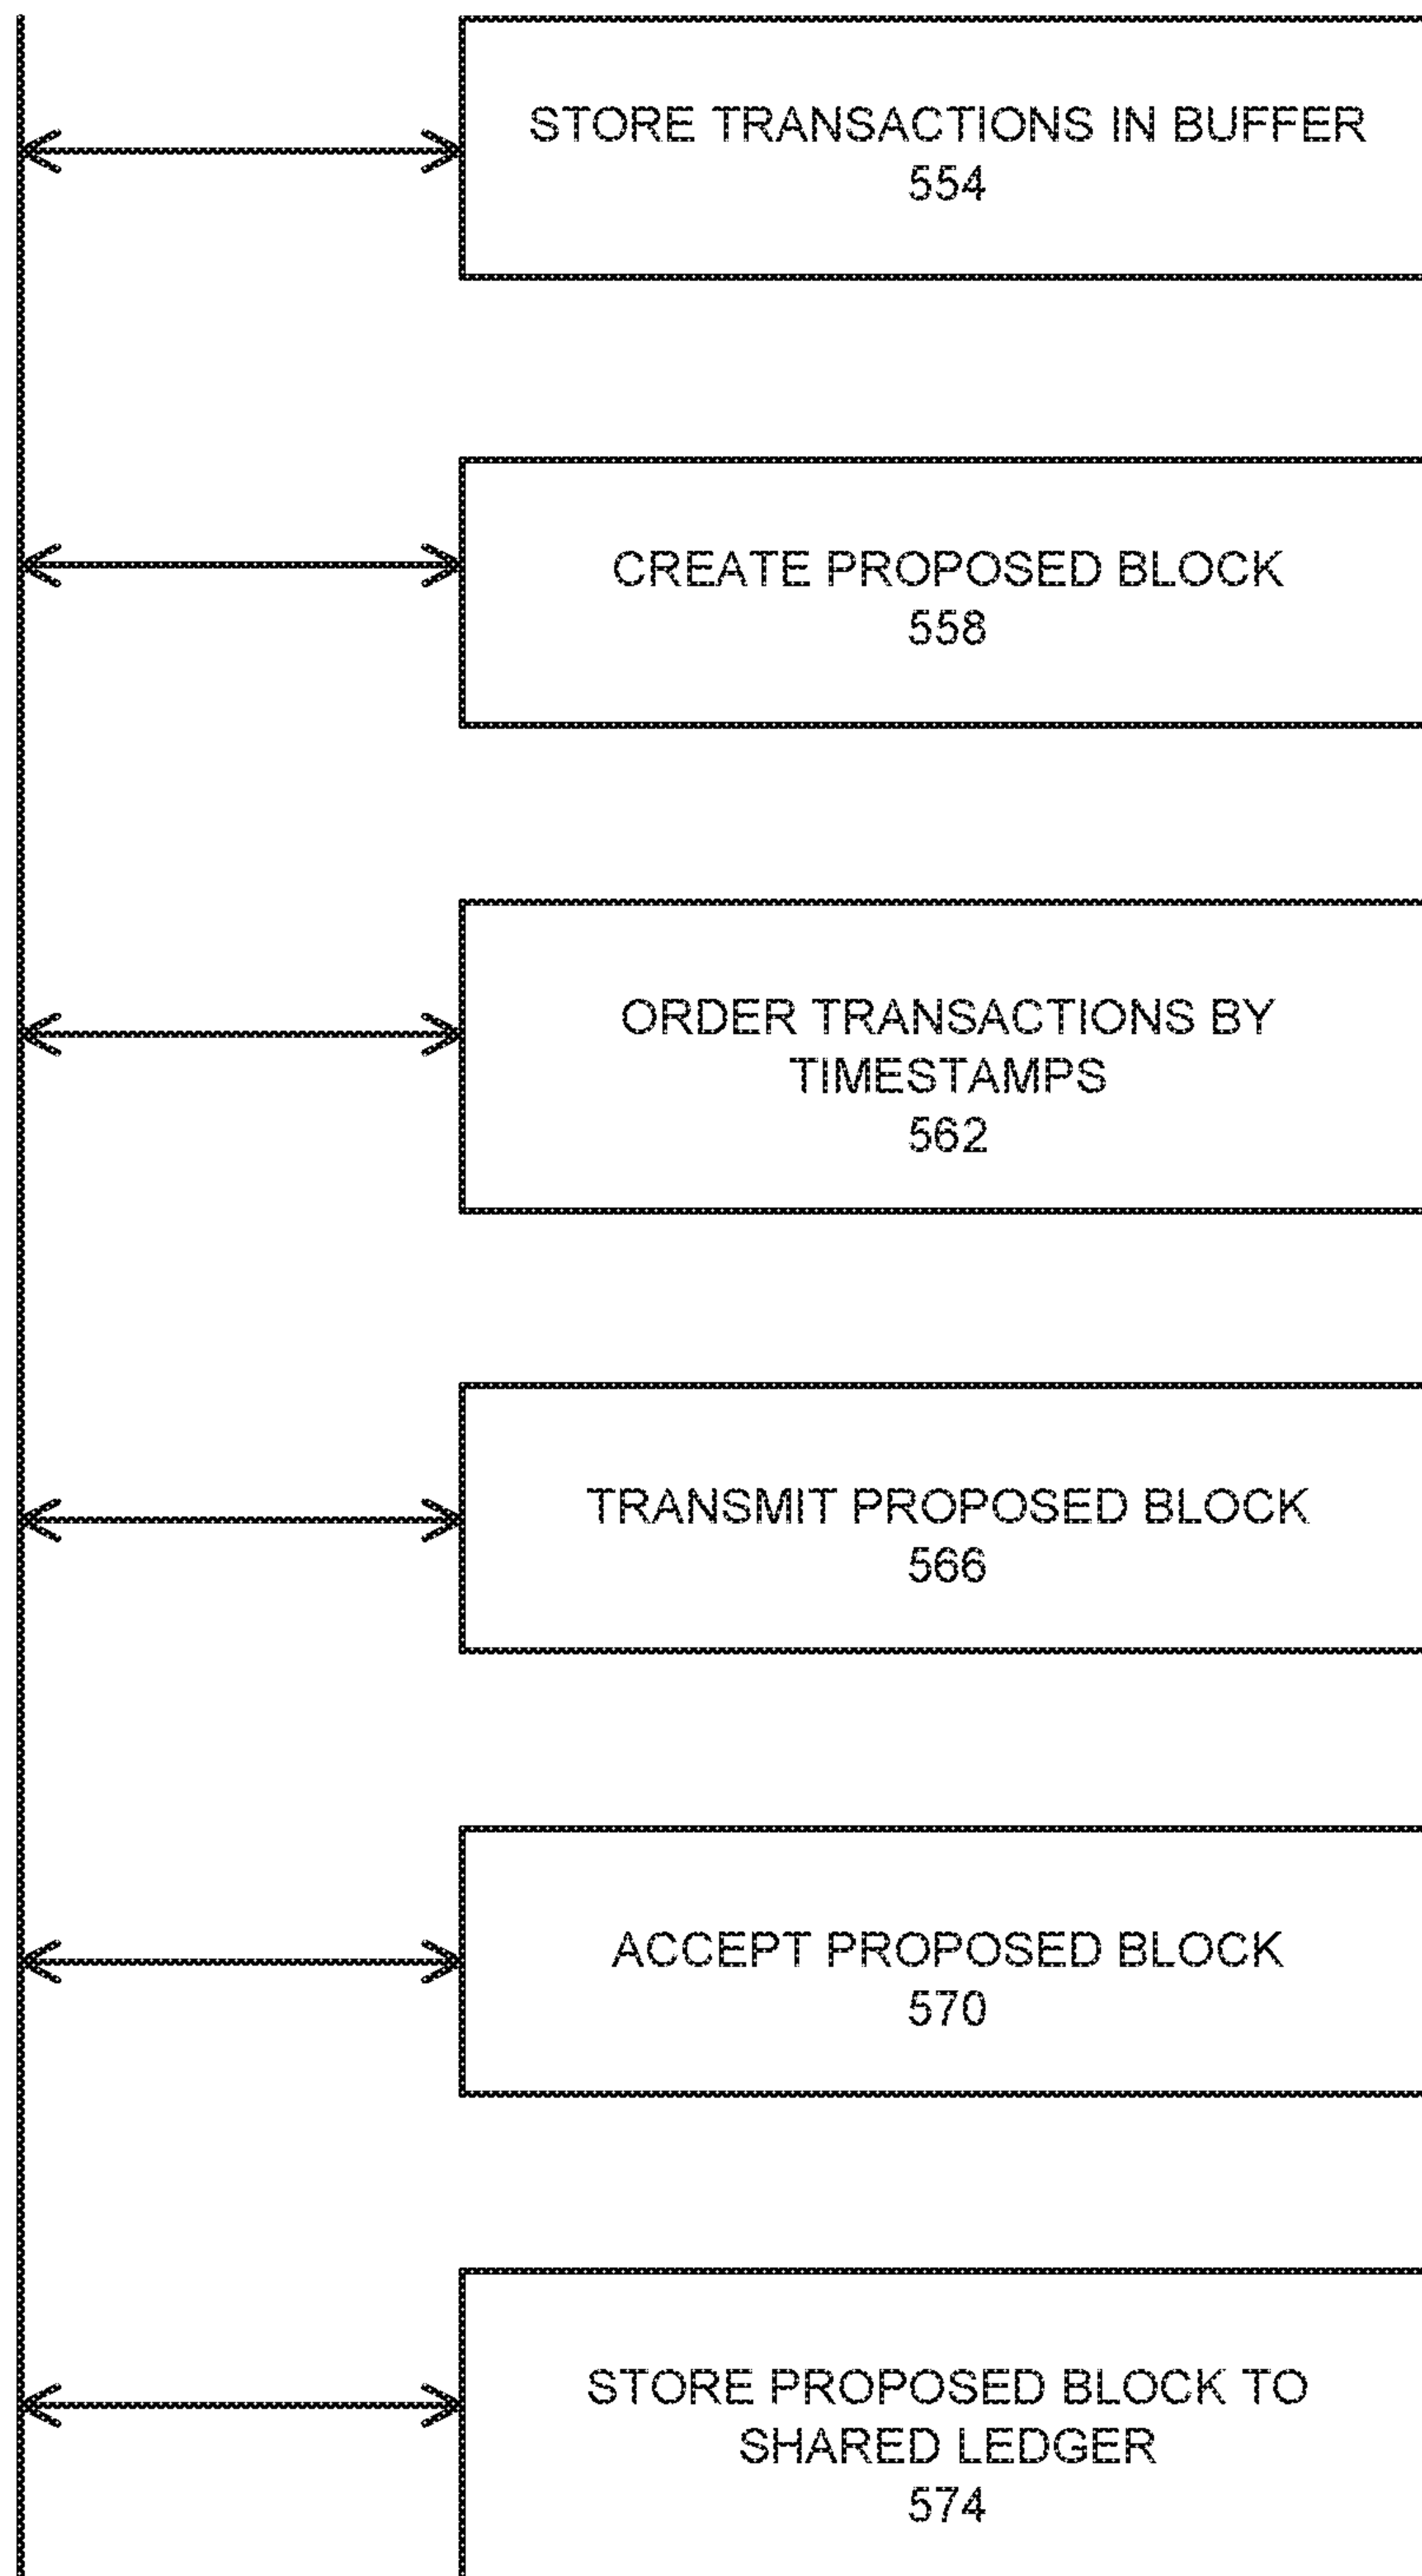 STORE TRANSACTIONS IN BUFFER
554
CREATE PROPOSED BLOCK
558
ORDER TRANSACTIONS BY
TIMESTAMPS
562
TRANSMIT PROPOSED BLOCK
566
ACCEPT PROPOSED BLOCK
570
STORE PROPOSED BLOCK TO
SHARED LEDGER
574